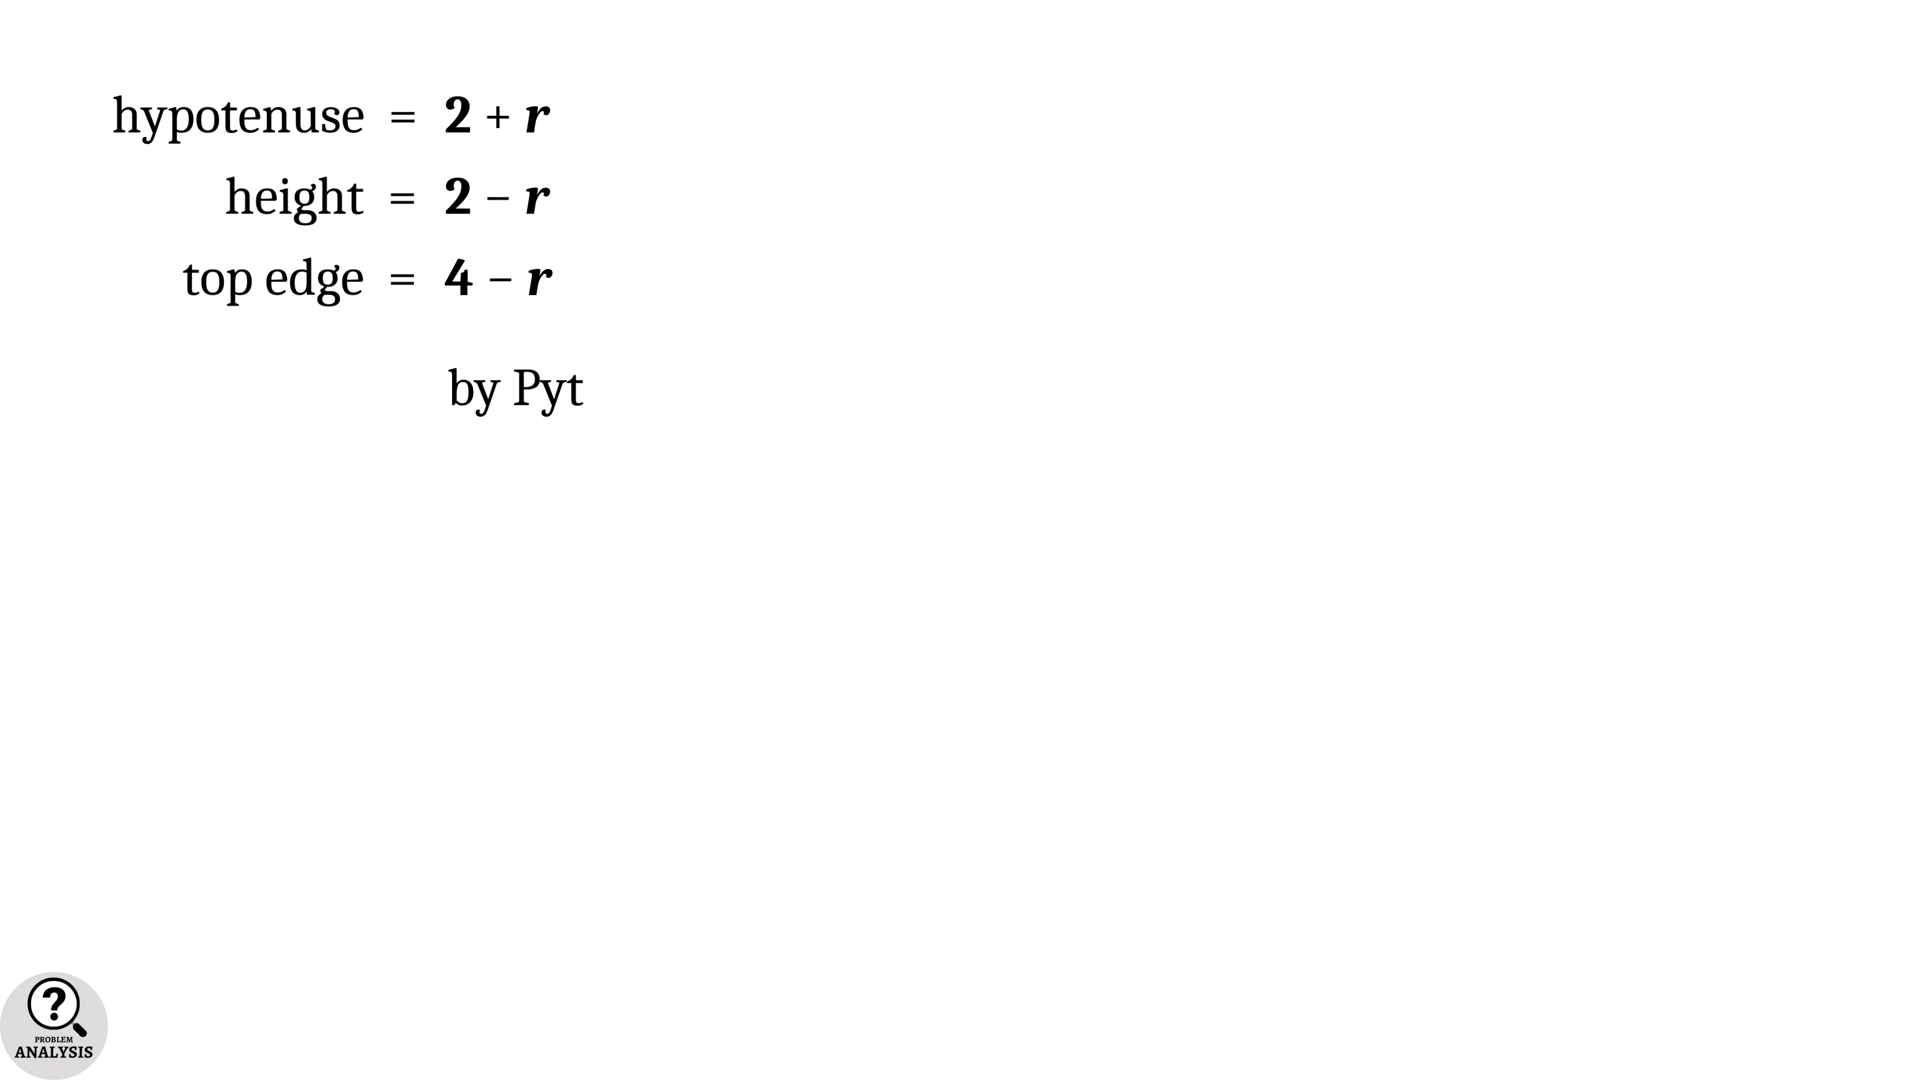 hypotenuse = 2 + r
height = 2 − r
top edge = 4 − r
by Pyt
?
PROBLEM
ANALYSIS